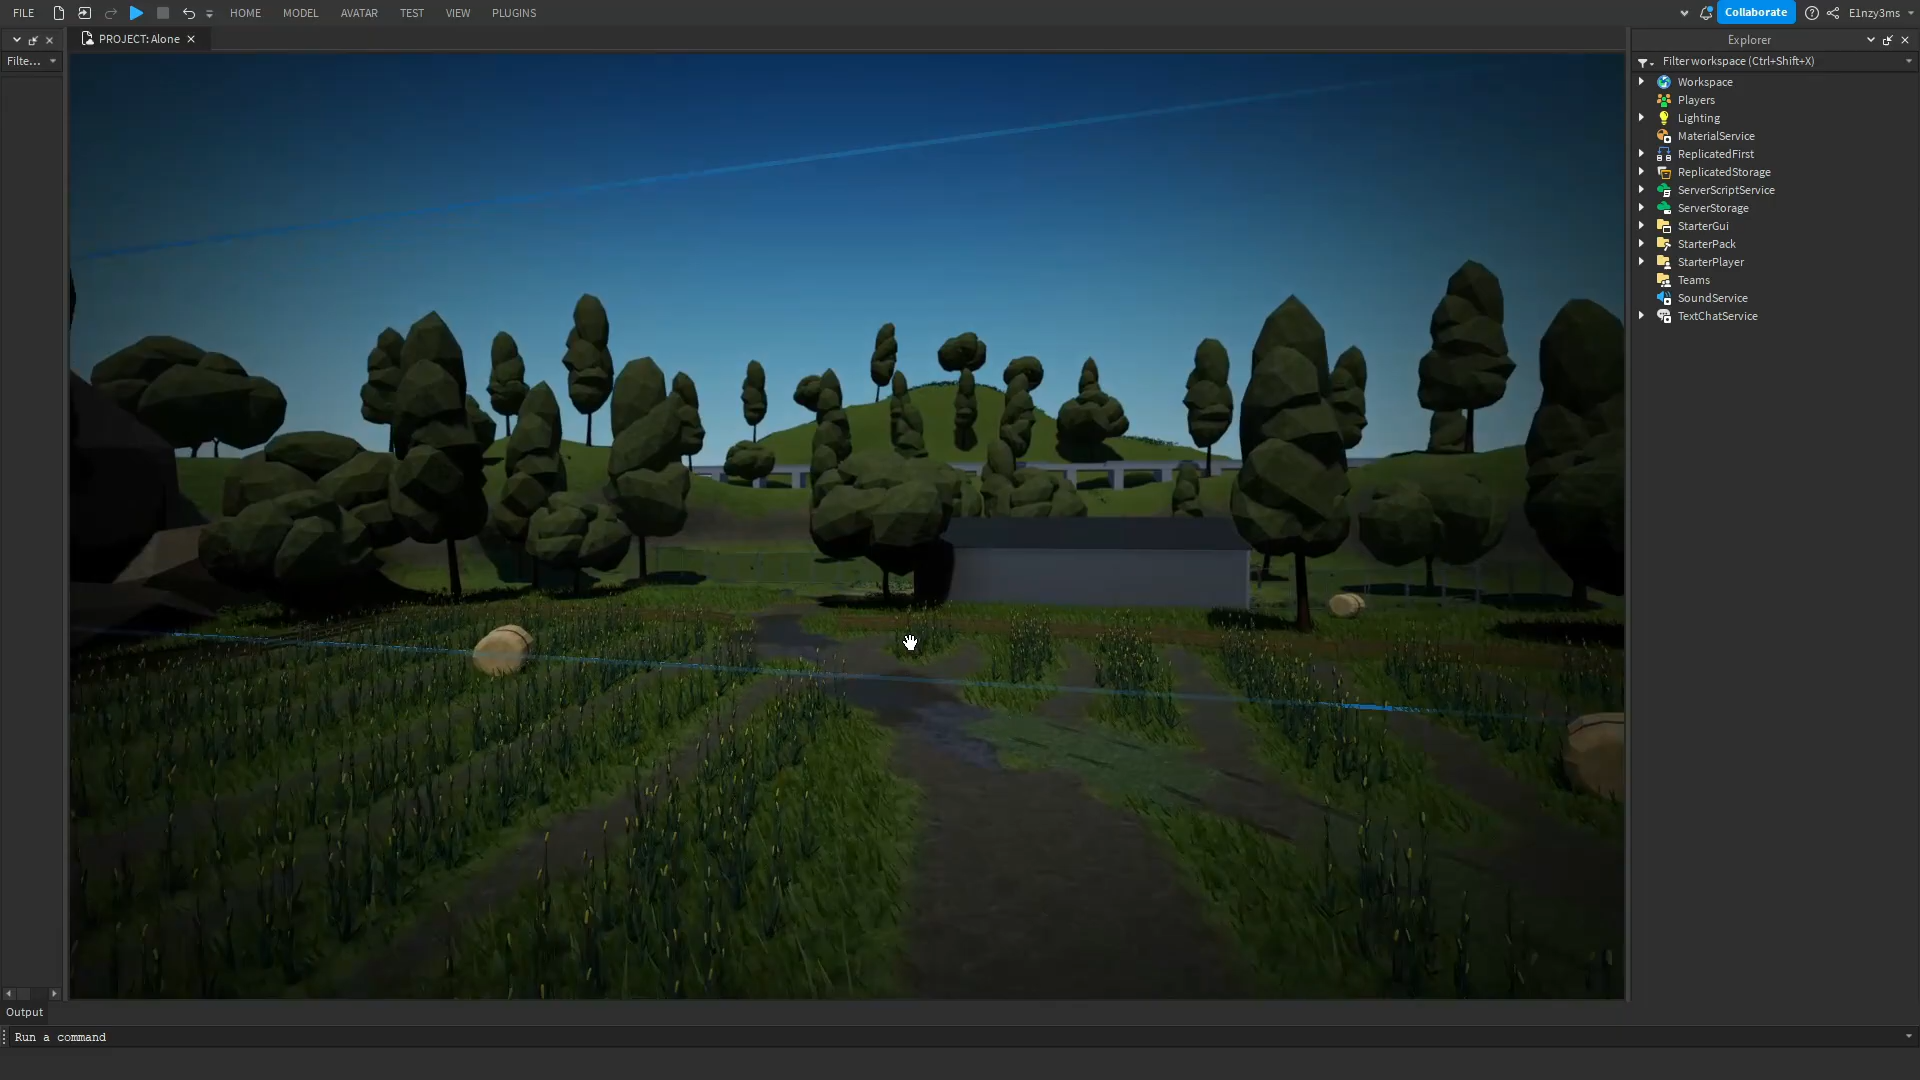 FILE
HOME
MODEL
AVATAR
TEST
VIEW
PLUGINS
Collaborate
E1nzy3ms
PROJECT: Alone
Explorer
Filte...
Filter workspace (Ctrl+Shift+X)
Workspace
Players
Lighting
MaterialService
ReplicatedFirst
ReplicatedStorage
ServerScriptService
ServerStorage
StarterGui
StarterPack
StarterPlayer
Teams
SoundService
TextChatService
Output
Run a command